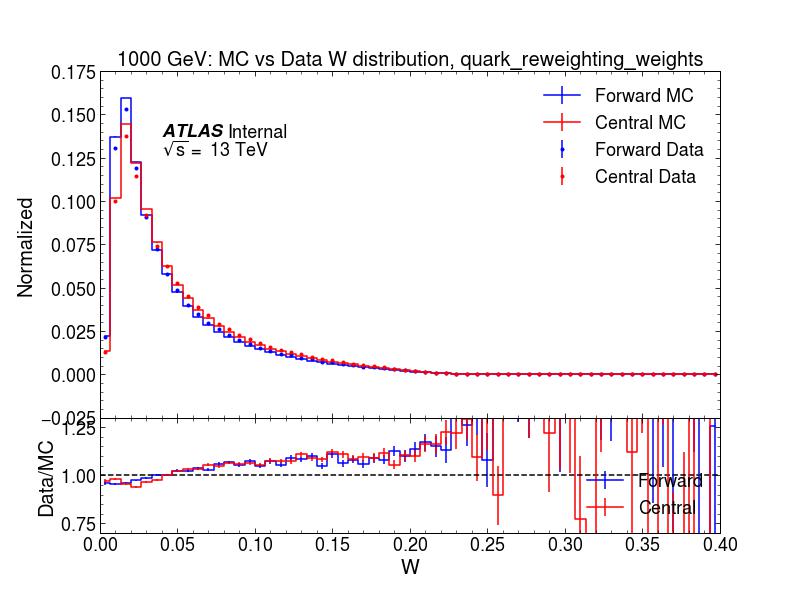 1000 GeV: MC vs Data W distribution, quark_reweighting_weights
0.175
0.150
0.125
0.100
0.075
0.050
0.025
0.000
−0.025
Normalized
ATLAS Internal
√s = 13 TeV
Forward MC
Central MC
Forward Data
Central Data
1.25
1.00
0.75
Data/MC
Forward
Central
0.00 0.05 0.10 0.15 0.20 0.25 0.30 0.35 0.40
W